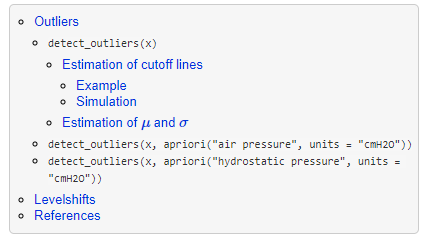 Outliers
detect_outliers(x)
Estimation of cutoff lines
Example
Simulation
Estimation of μ and σ
detect_outliers(x, apriori("air pressure", units = "cmH2O"))
detect_outliers(x, apriori("hydrostatic pressure", units =
"cmH2O"))
Levelshifts
References